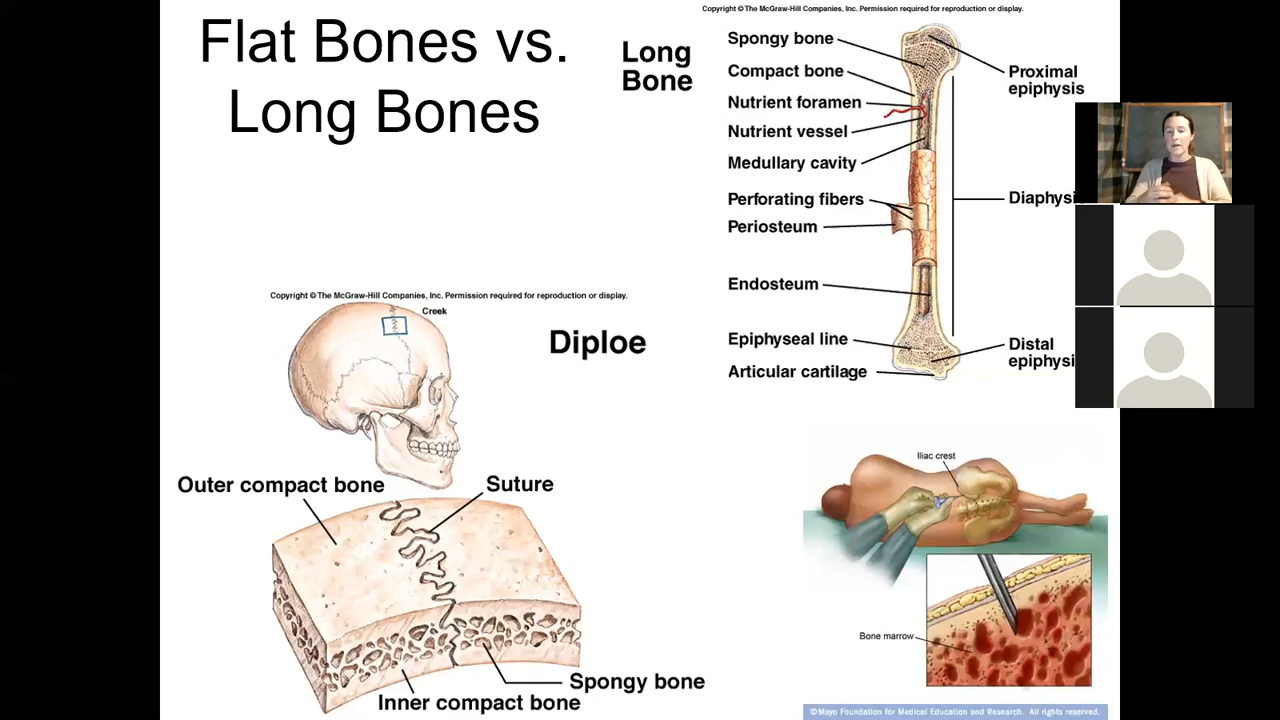 Flat Bones vs.
Long Bones
Copyright © The McGraw-Hill Companies, Inc. Permission required for reproduction or display.
Long
Bone
Spongy bone
Compact bone
Nutrient foramen
Nutrient vessel
Medullary cavity
Perforating fibers
Periosteum
Endosteum
Epiphyseal line
Articular cartilage
Proximal
epiphysis
Diaphysi
Distal
epiphysi
Copyright © The McGraw-Hill Companies, Inc. Permission required for reproduction or display.
Creek
Diploe
Outer compact bone
Suture
Spongy bone
Inner compact bone
Iliac crest
Bone marrow
© Mayo Foundation for Medical Education and Research. All rights reserved.